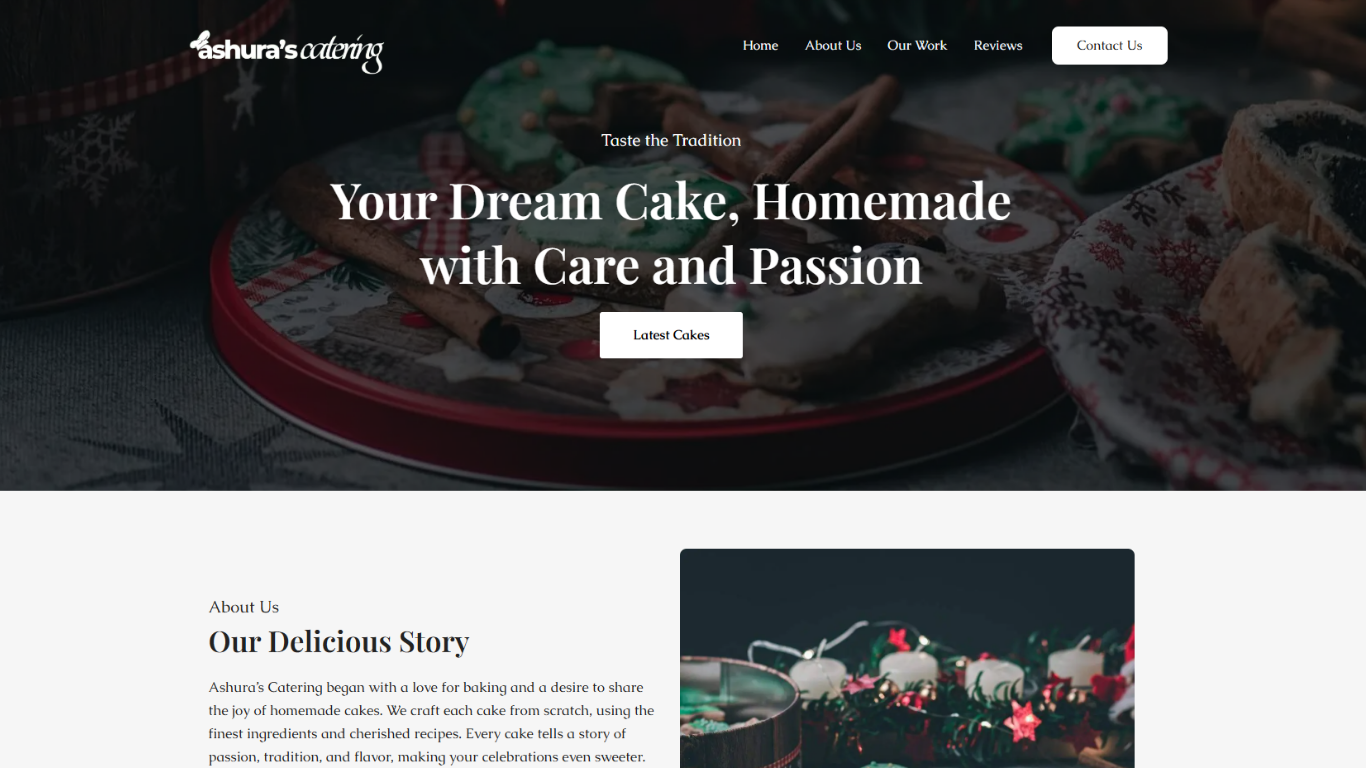 ashura's catering
Home
About Us
Our Work
Reviews
Contact Us
Taste the Tradition
Your Dream Cake, Homemade
with Care and Passion
Latest Cakes
About Us
Our Delicious Story
Ashura’s Catering began with a love for baking and a desire to share
the joy of homemade cakes. We craft each cake from scratch, using the
finest ingredients and cherished recipes. Every cake tells a story of
passion, tradition, and flavor, making your celebrations even sweeter.